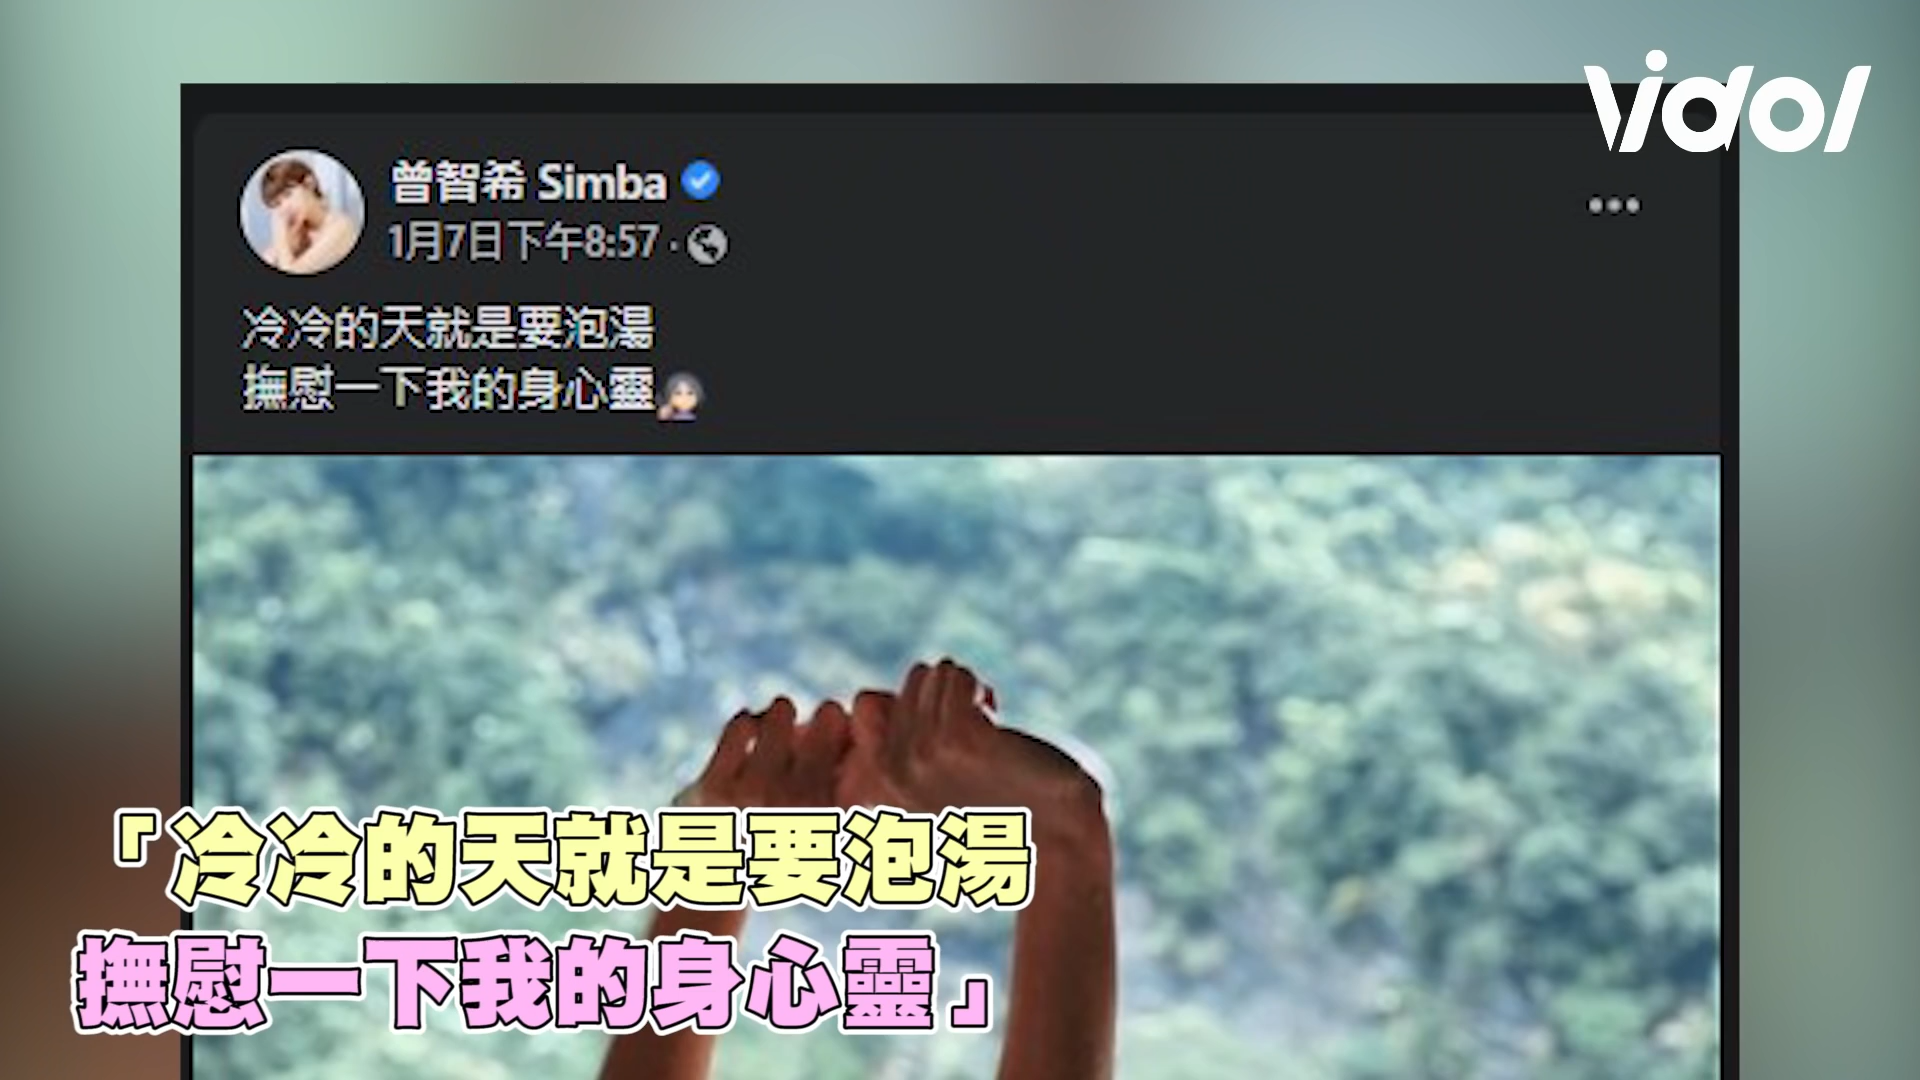 Vidol
曾智希 Simba
1月7日下午8:57 ·
冷冷的天就是要泡湯
撫慰一下我的身心靈
「冷冷的天就是要泡湯
撫慰一下我的身心靈」